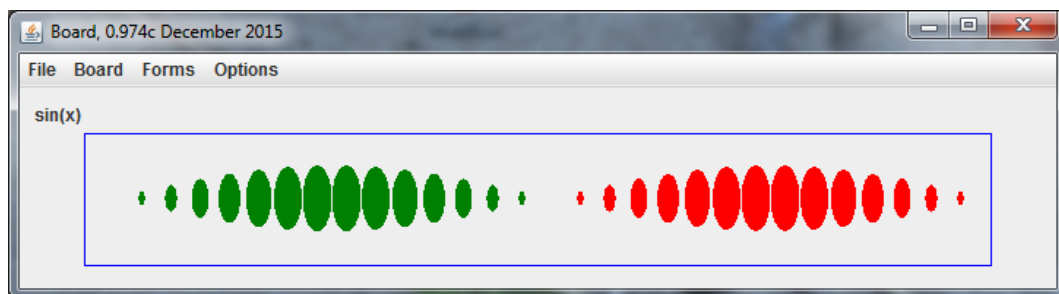 Board, 0.974c December 2015
File Board Forms Options
sin(x)